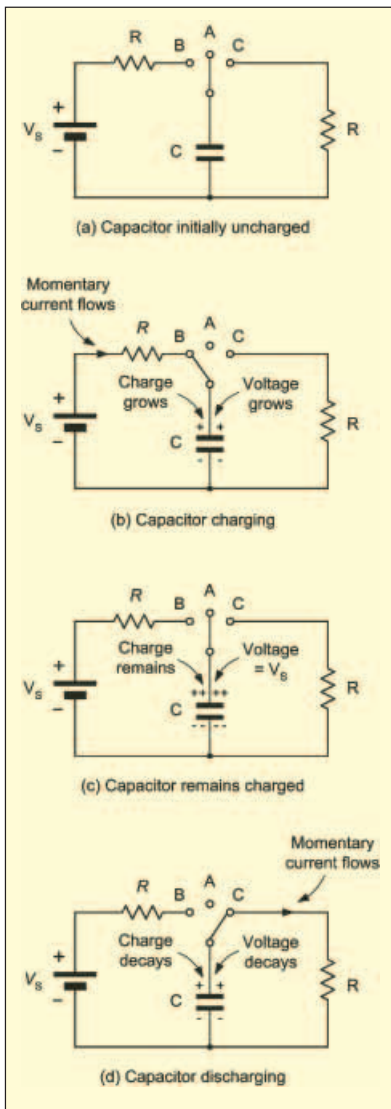 A
B C
R
+
Vs
–
C
R
(a) Capacitor initially uncharged
Momentary
current flows
R
A
B C
Charge
grows
Voltage
grows
+
Vs
–
+ +
C
- -
R
(b) Capacitor charging
R
A
B C
Charge
remains
Voltage
= Vs
+
Vs
–
++ ++
C
-- --
R
(c) Capacitor remains charged
Momentary
current flows
R
A
B C
Charge
decays
Voltage
decays
+
Vs
–
+ +
C
- -
R
(d) Capacitor discharging